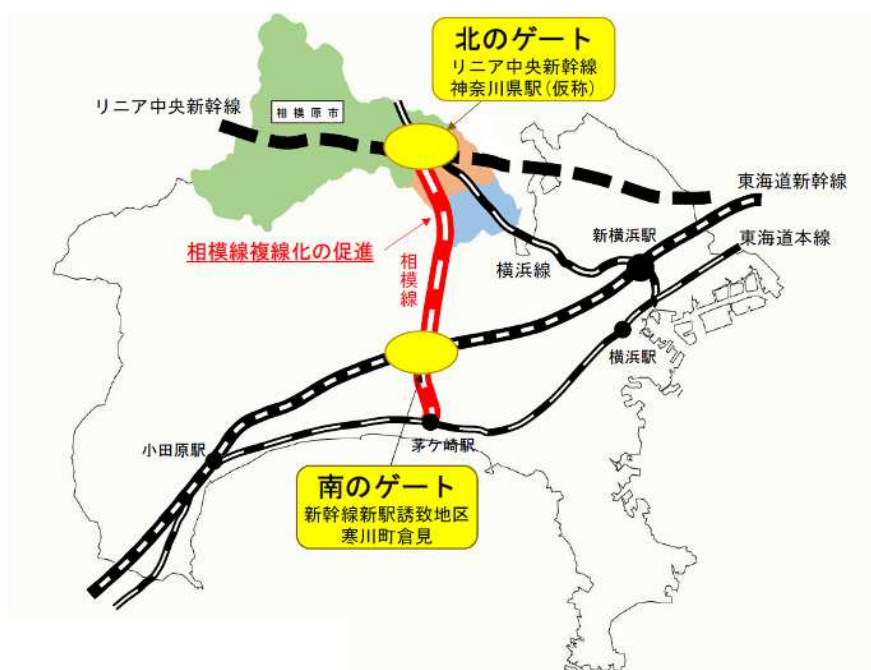 北のゲート
リニア中央新幹線
神奈川県駅(仮称)
リニア中央新幹線
相模原市
東海道新幹線
新横浜駅
東海道本線
相模線複線化の促進
横浜線
相模線
横浜駅
小田原駅
茅ケ崎駅
南のゲート
新幹線新駅誘致地区
寒川町倉見